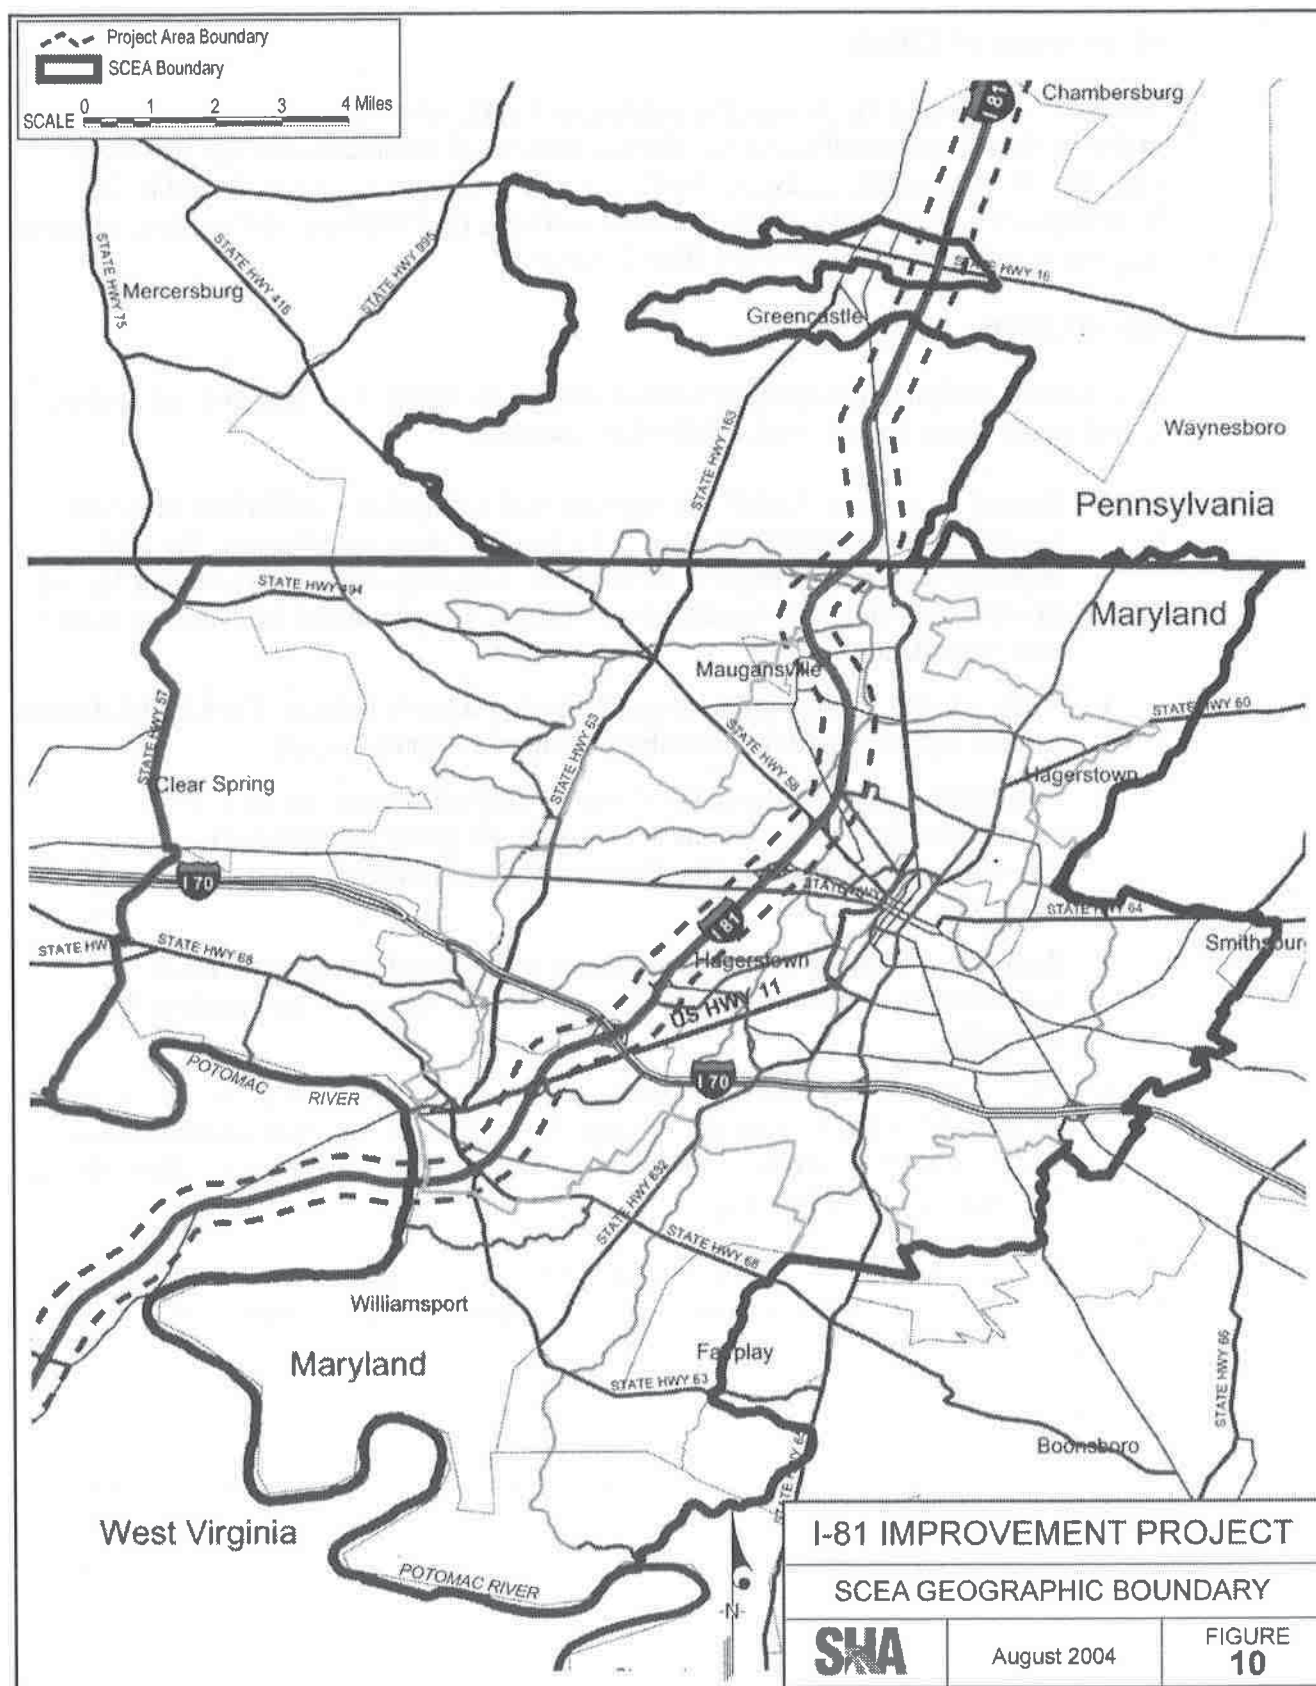 Project Area Boundary
SCEA Boundary
0 1 2 3 4 Miles
SCALE
I 81
Chambersburg
STATE HWY 75
STATE HWY 416
STATE HWY 995
STATE HWY 16
Mercersburg
Greencastle
STATE HWY 163
Waynesboro
Pennsylvania
STATE HWY 494
Maryland
Maugansville
STATE HWY 57
STATE HWY 63
STATE HWY 58
STATE HWY 60
Clear Spring
Hagerstown
I 70
STATE HW
STATE HWY 64
STATE HW
STATE HWY 68
I 81
Hagerstown
Smithsbur
US HWY 11
POTOMAC
RIVER
I 70
STATE HWY 632
STATE HWY 68
Williamsport
Maryland
Fairplay
STATE HWY 63
STATE HWY 66
Boonsboro
West Virginia
POTOMAC RIVER
-N-
I-81 IMPROVEMENT PROJECT
SCEA GEOGRAPHIC BOUNDARY
SHA
August 2004
FIGURE
10